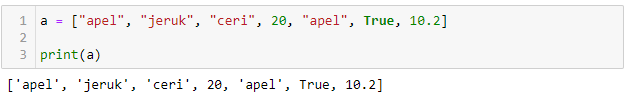 1 a = ["apel", "jeruk", "ceri", 20, "apel", True, 10.2]
2
3 print(a)
['apel', 'jeruk', 'ceri', 20, 'apel', True, 10.2]